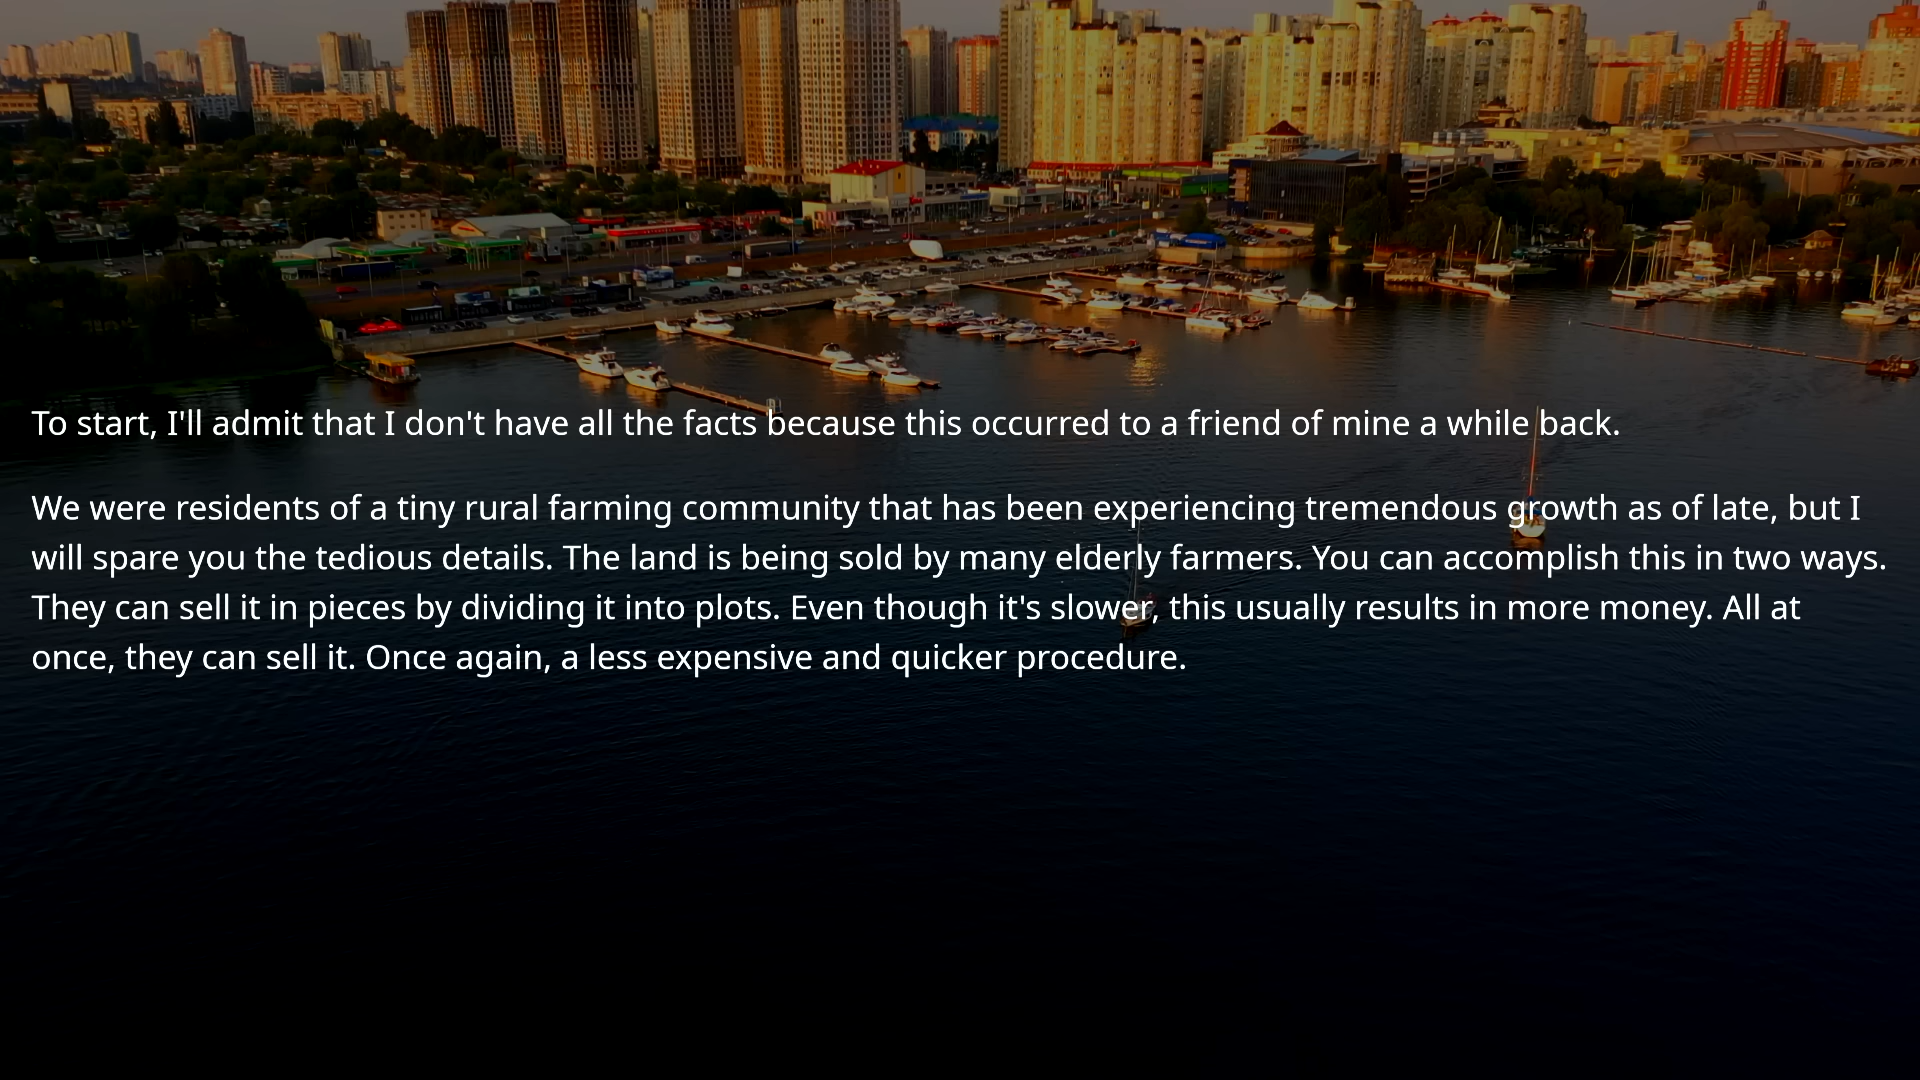 To start, I'll admit that I don't have all the facts because this occurred to a friend of mine a while back.
We were residents of a tiny rural farming community that has been experiencing tremendous growth as of late, but I
will spare you the tedious details. The land is being sold by many elderly farmers. You can accomplish this in two ways.
They can sell it in pieces by dividing it into plots. Even though it's slower, this usually results in more money. All at
once, they can sell it. Once again, a less expensive and quicker procedure.